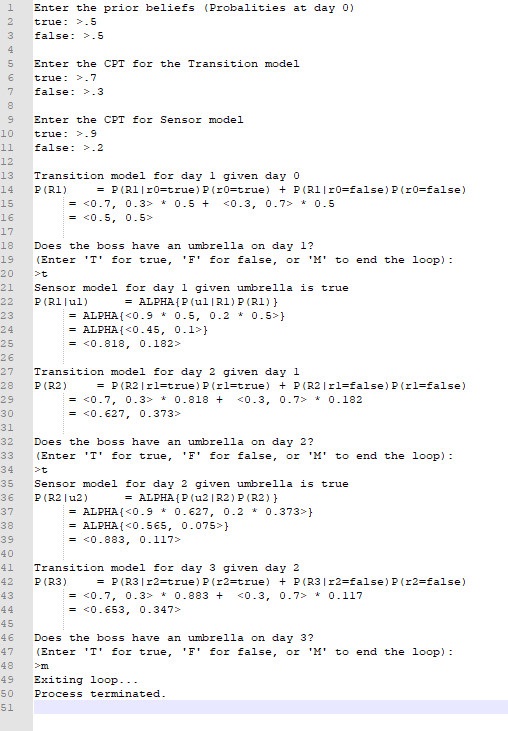 1 Enter the prior beliefs (Probalities at day 0)
2 true: >.5
3 false: >.5
4
5 Enter the CPT for the Transition model
6 true: >.7
7 false: >.3
8
9 Enter the CPT for Sensor model
10 true: >.9
11 false: >.2
12
13 Transition model for day 1 given day 0
14 P(R1) = P(R1|r0=true)P(r0=true) + P(R1|r0=false)P(r0=false)
15 = <0.7, 0.3> * 0.5 + <0.3, 0.7> * 0.5
16 = <0.5, 0.5>
17
18 Does the boss have an umbrella on day 1?
19 (Enter 'T' for true, 'F' for false, or 'M' to end the loop):
20 >t
21 Sensor model for day 1 given umbrella is true
22 P(R1|u1) = ALPHA{P(u1|R1)P(R1)}
23 = ALPHA{<0.9 * 0.5, 0.2 * 0.5>}
24 = ALPHA{<0.45, 0.1>}
25 = <0.818, 0.182>
26
27 Transition model for day 2 given day 1
28 P(R2) = P(R2|r1=true)P(r1=true) + P(R2|r1=false)P(r1=false)
29 = <0.7, 0.3> * 0.818 + <0.3, 0.7> * 0.182
30 = <0.627, 0.373>
31
32 Does the boss have an umbrella on day 2?
33 (Enter 'T' for true, 'F' for false, or 'M' to end the loop):
34 >t
35 Sensor model for day 2 given umbrella is true
36 P(R2|u2) = ALPHA{P(u2|R2)P(R2)}
37 = ALPHA{<0.9 * 0.627, 0.2 * 0.373>}
38 = ALPHA{<0.565, 0.075>}
39 = <0.883, 0.117>
40
41 Transition model for day 3 given day 2
42 P(R3) = P(R3|r2=true)P(r2=true) + P(R3|r2=false)P(r2=false)
43 = <0.7, 0.3> * 0.883 + <0.3, 0.7> * 0.117
44 = <0.653, 0.347>
45
46 Does the boss have an umbrella on day 3?
47 (Enter 'T' for true, 'F' for false, or 'M' to end the loop):
48 >m
49 Exiting loop...
50 Process terminated.
51